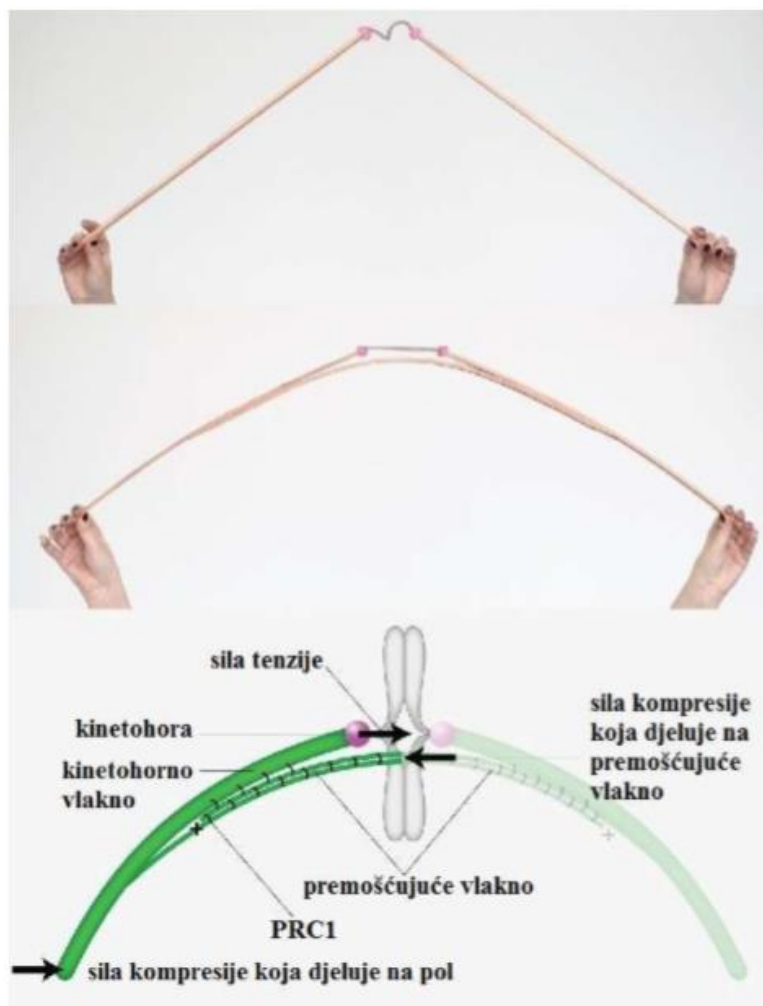 sila tenzije
kinetohora
kinetohorno
vlakno
sila kompresije
koja djeluje na
premošćujuće
vlakno
premošćujuće vlakno
PRC1
sila kompresije koja djeluje na pol